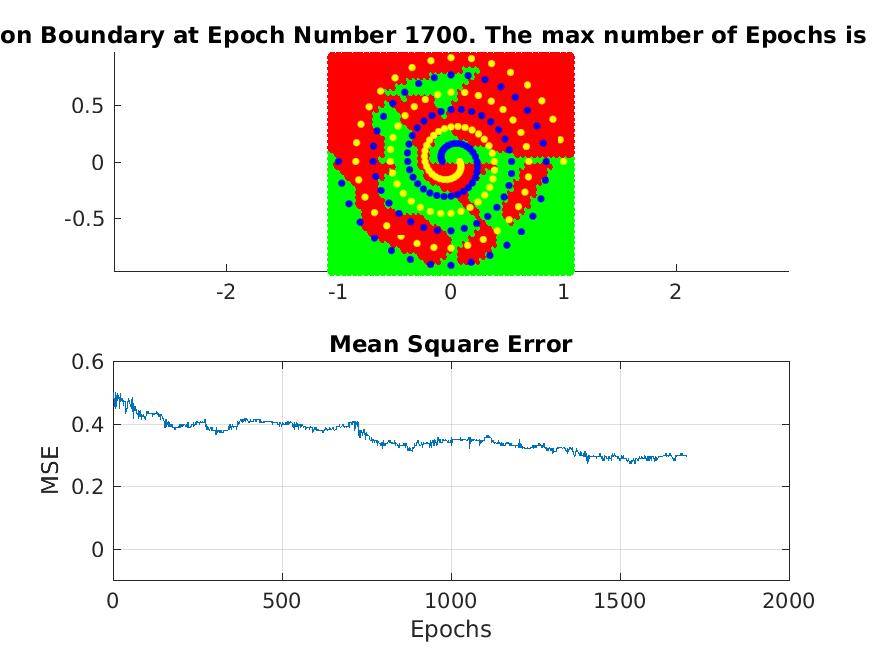 on Boundary at Epoch Number 1700. The max number of Epochs is
0.5
0
-0.5
-2 -1 0 1 2
Mean Square Error
0.6
0.4
0.2
0
MSE
0 500 1000 1500 2000
Epochs